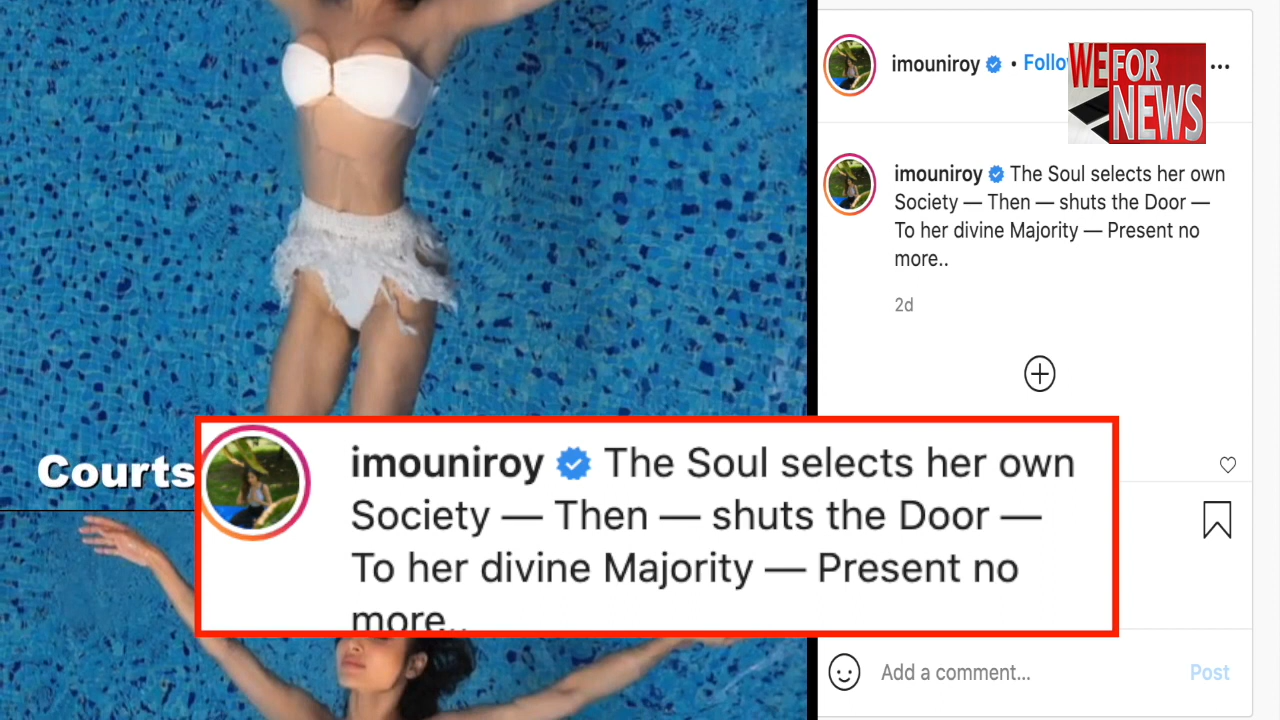 imouniroy • Follo
WE FOR
NEWS
imouniroy The Soul selects her own
Society — Then — shuts the Door —
To her divine Majority — Present no
more..
2d
Courts
imouniroy The Soul selects her own
Society — Then — shuts the Door —
To her divine Majority — Present no
more..
Add a comment... Post